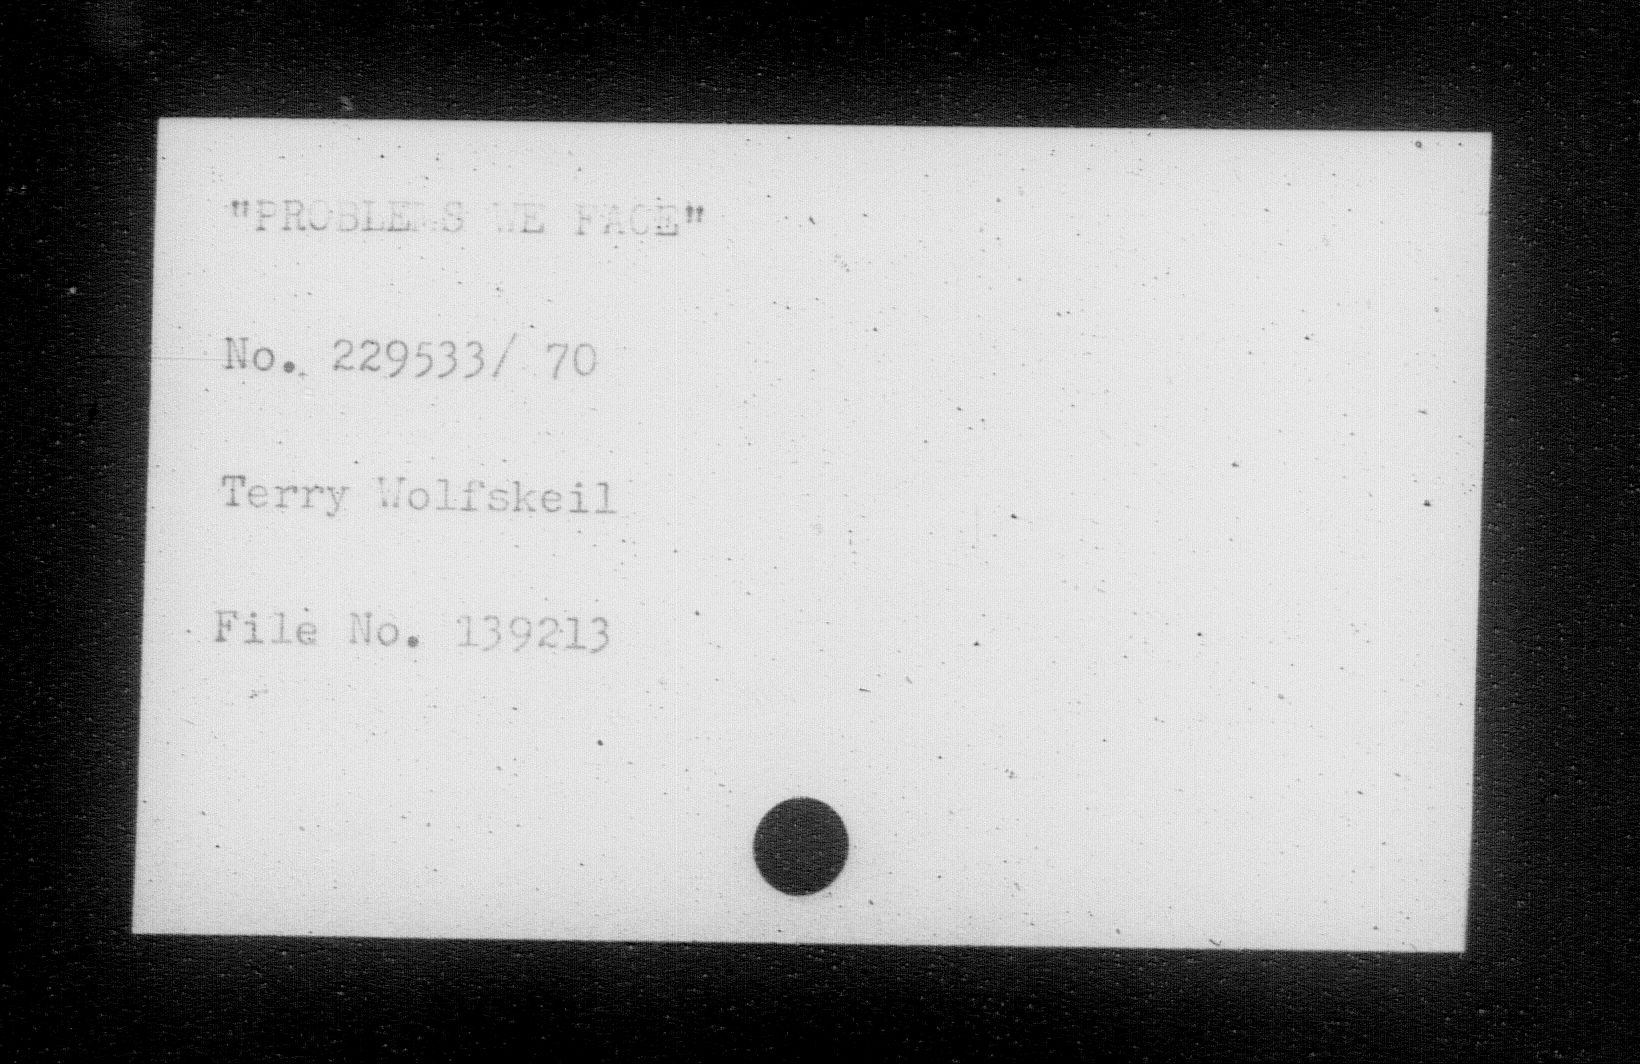 "PROBLEMS WE FACE"
No. 229533/ 70
Terry Wolfskeil
File No. 139213